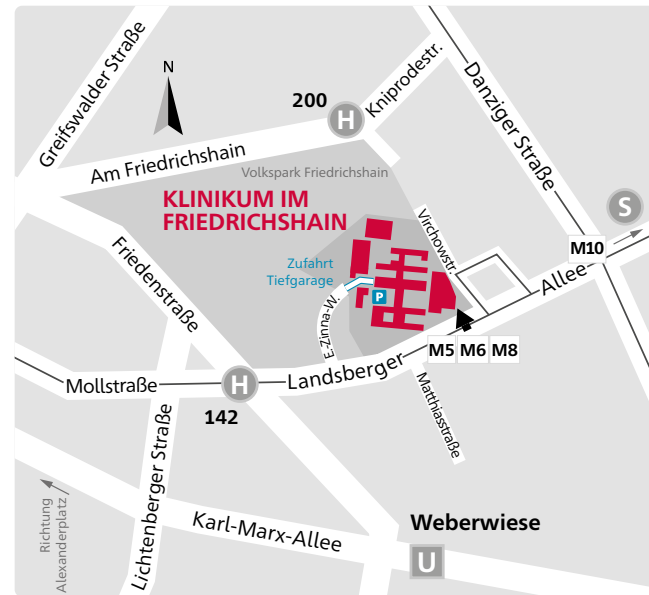 Greifswalder Straße
N
200
H
Kniprodestr.
Danziger Straße
Am Friedrichshain
Volkspark Friedrichshain
KLINIKUM IM
FRIEDRICHSHAIN
Virchowstr.
S
M10
Zufahrt
Tiefgarage
P
Allee
Friedenstraße
E.-Zinna-W.
M5 M6 M8
Landsberger
Mollstraße
H
142
Matthiasstraße
Lichtenberger Straße
Richtung
Alexanderplatz
Karl-Marx-Allee
Weberwiese
U